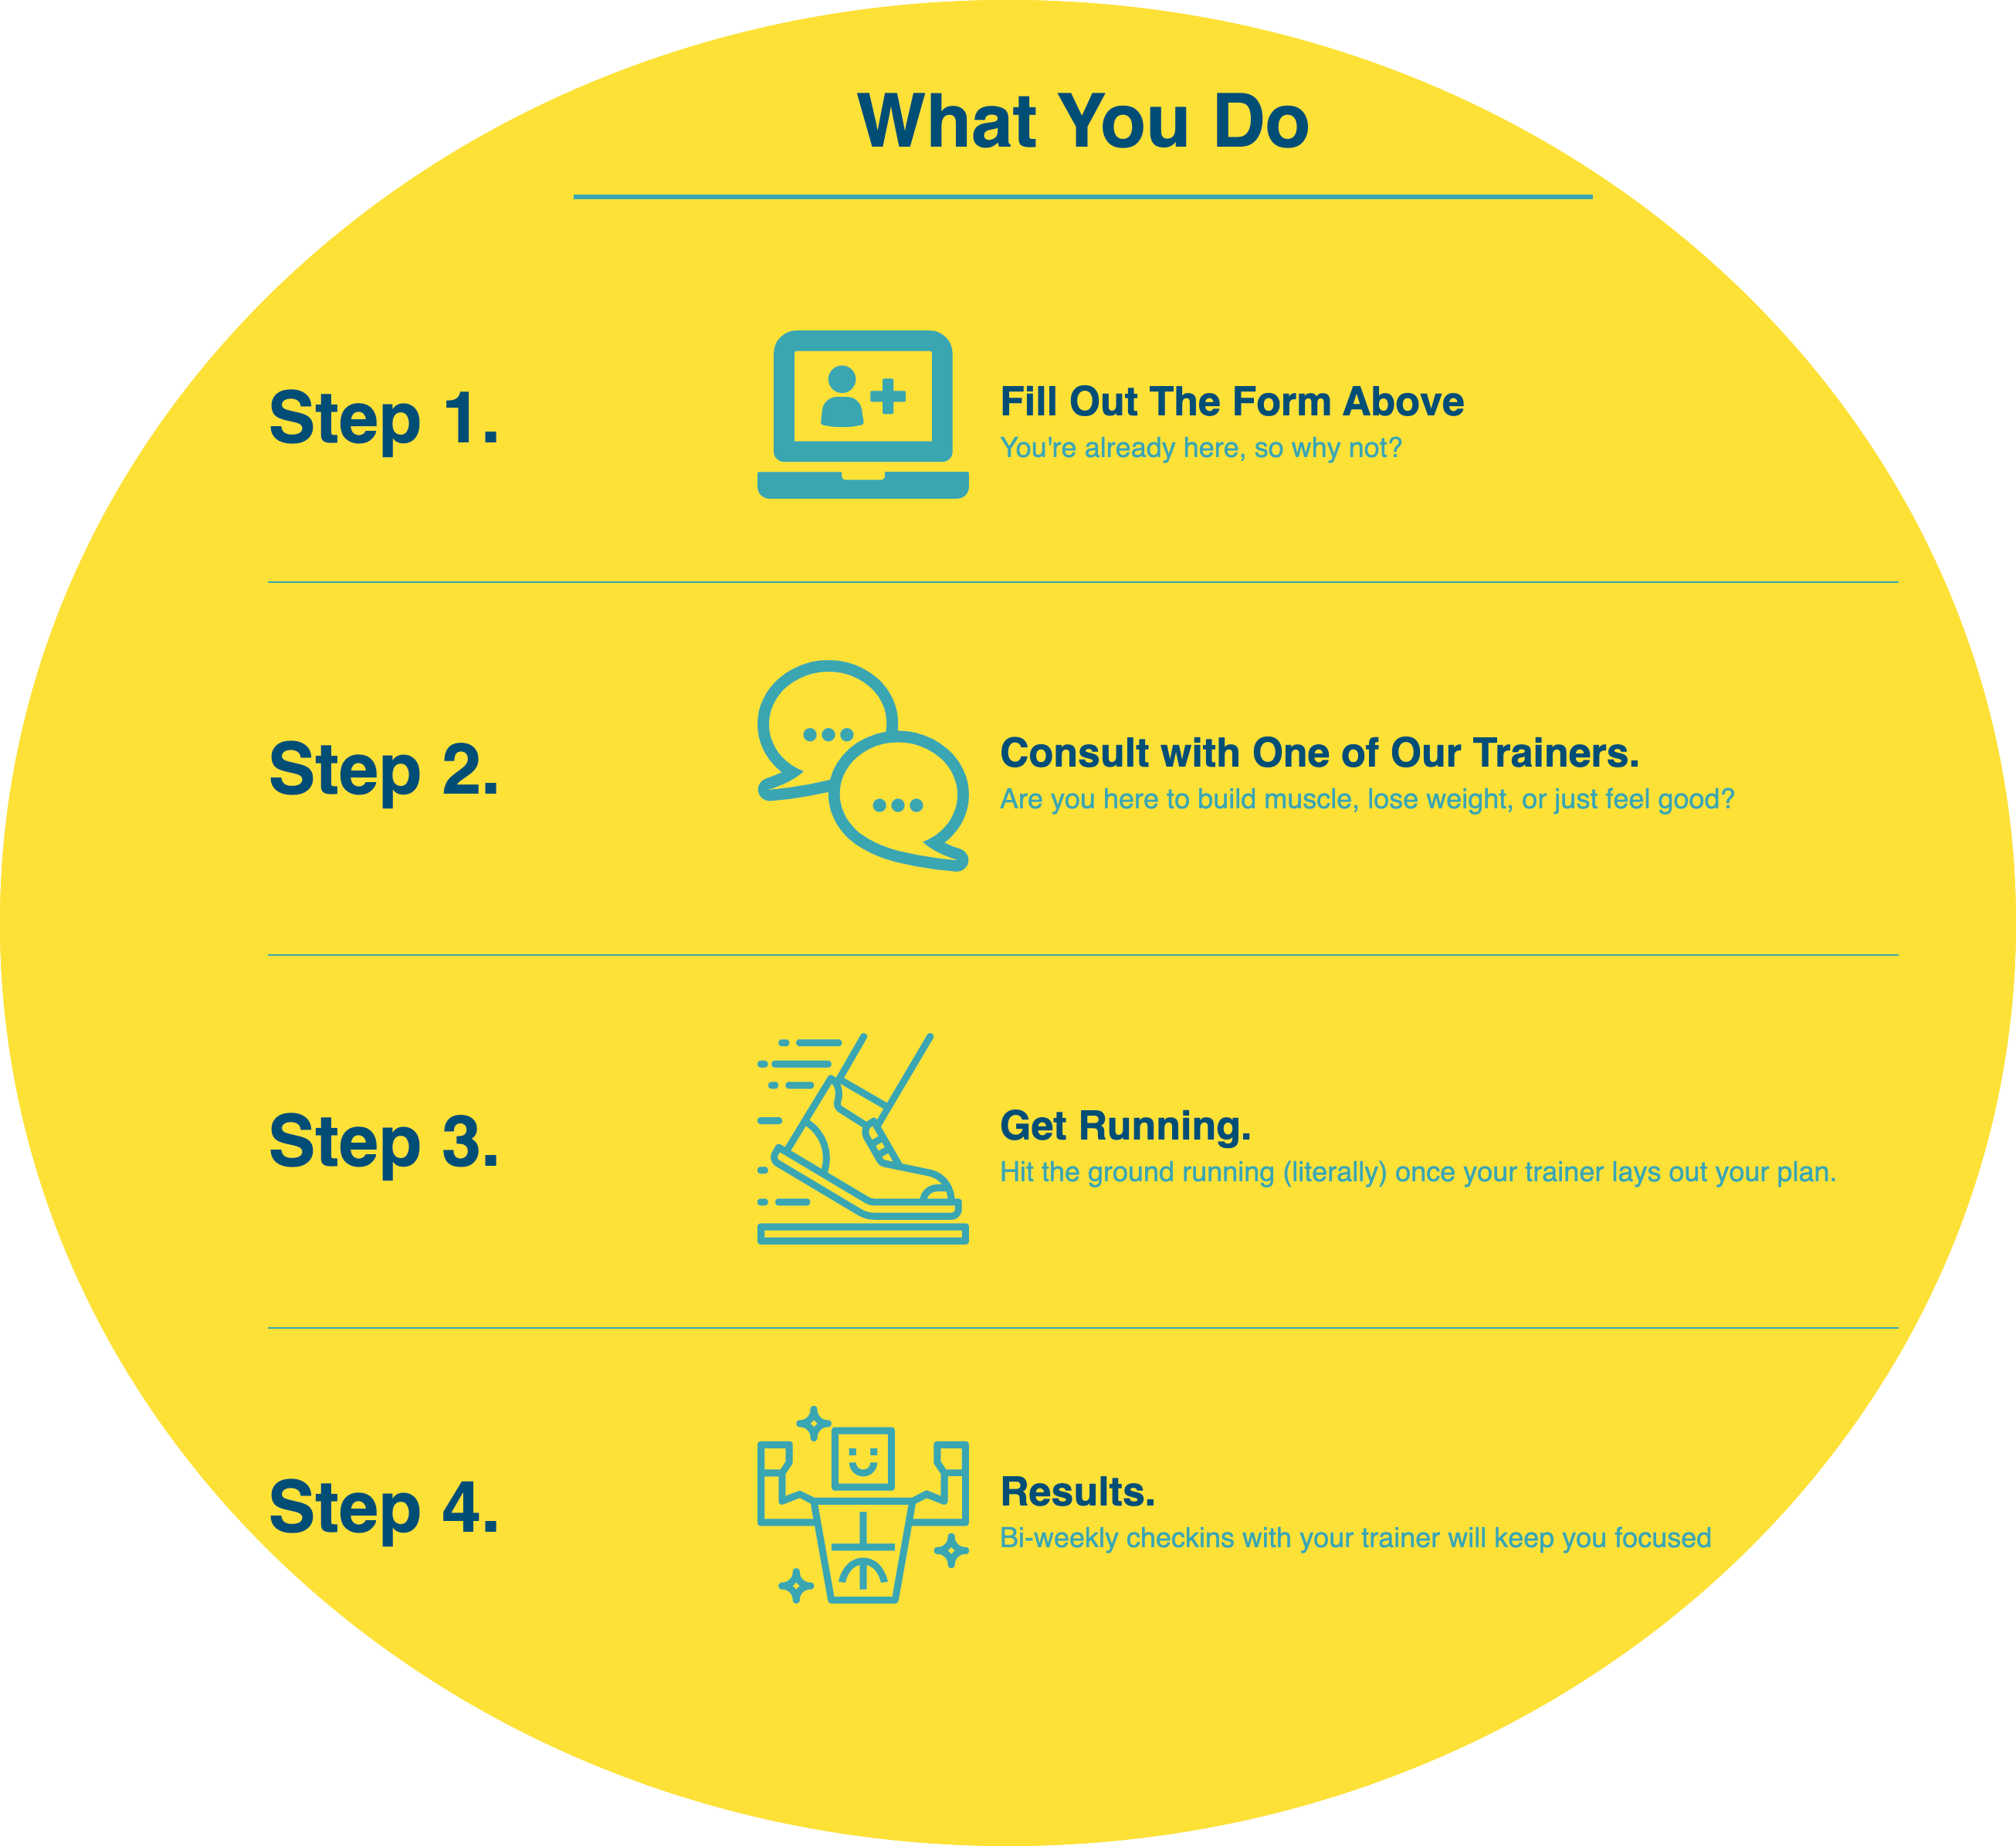 What You Do
Step 1.
Fill Out The Form Above
You're already here, so why not?
Step 2.
Consult with One of Our Trainers.
Are you here to build muscle, lose weight, or just feel good?
Step 3.
Get Running.
Hit the ground running (literally) once your trainer lays out your plan.
Step 4.
Results.
Bi-weekly checkins with your trainer will keep you focused